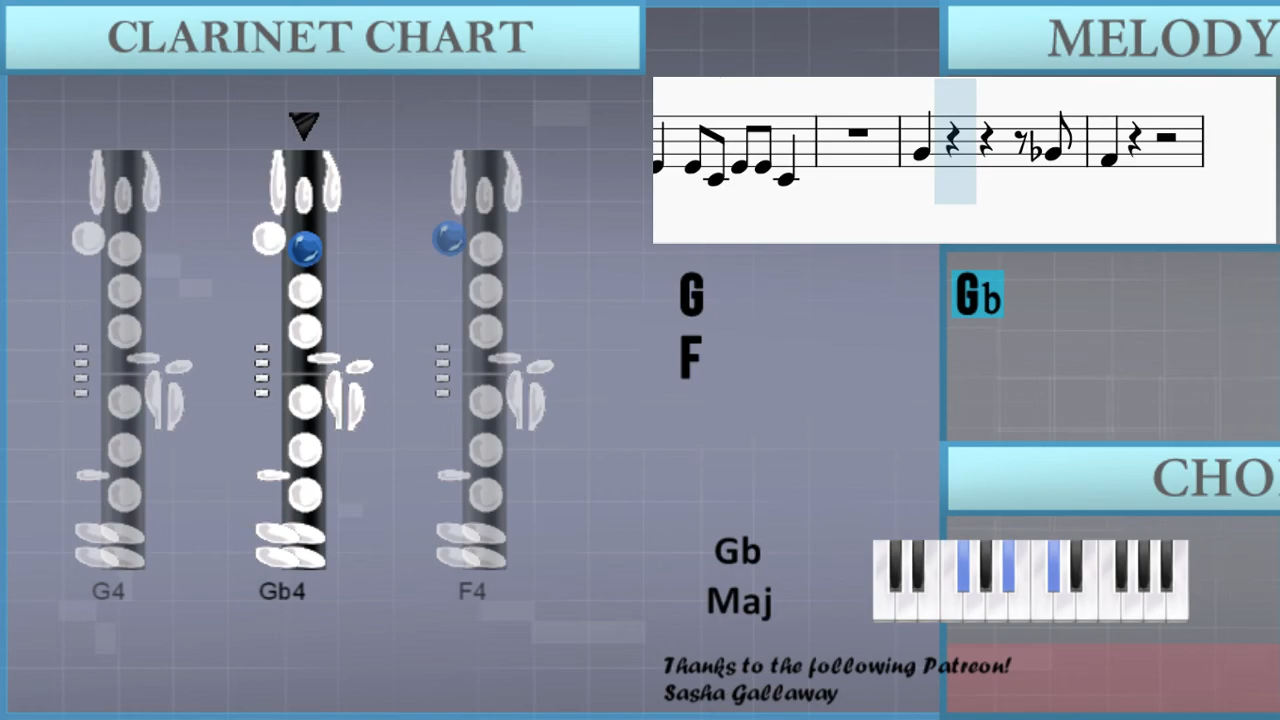 CLARINET CHART
MELODY
G
F
Gb
G4
Gb4
F4
CHO
Gb
Maj
Thanks to the following Patreon!
Sasha Gallaway